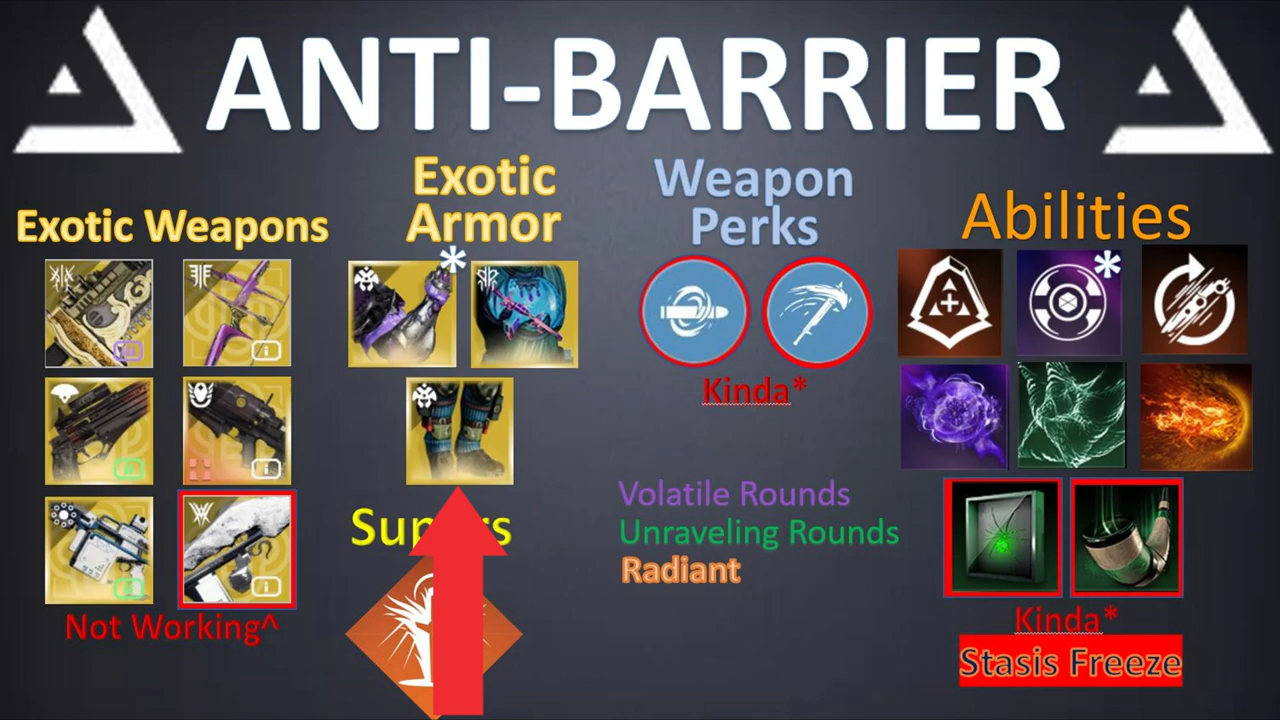 ANTI-BARRIER
Exotic Weapons
Exotic
Armor
*
Weapon
Perks
Abilities
*
Kinda*
Supers
Not Working^
Volatile Rounds
Unraveling Rounds
Radiant
Kinda*
Stasis Freeze